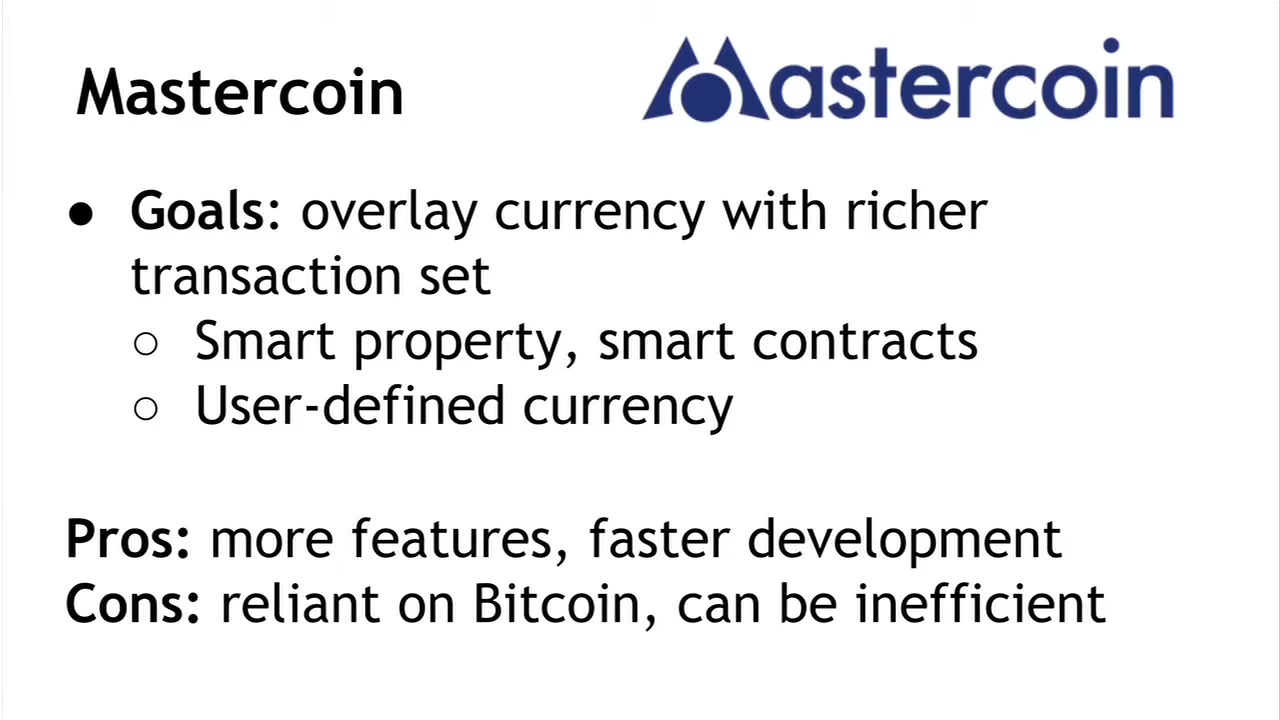 Mastercoin
Mastercoin
● Goals: overlay currency with richer
transaction set
○ Smart property, smart contracts
○ User-defined currency
Pros: more features, faster development
Cons: reliant on Bitcoin, can be inefficient